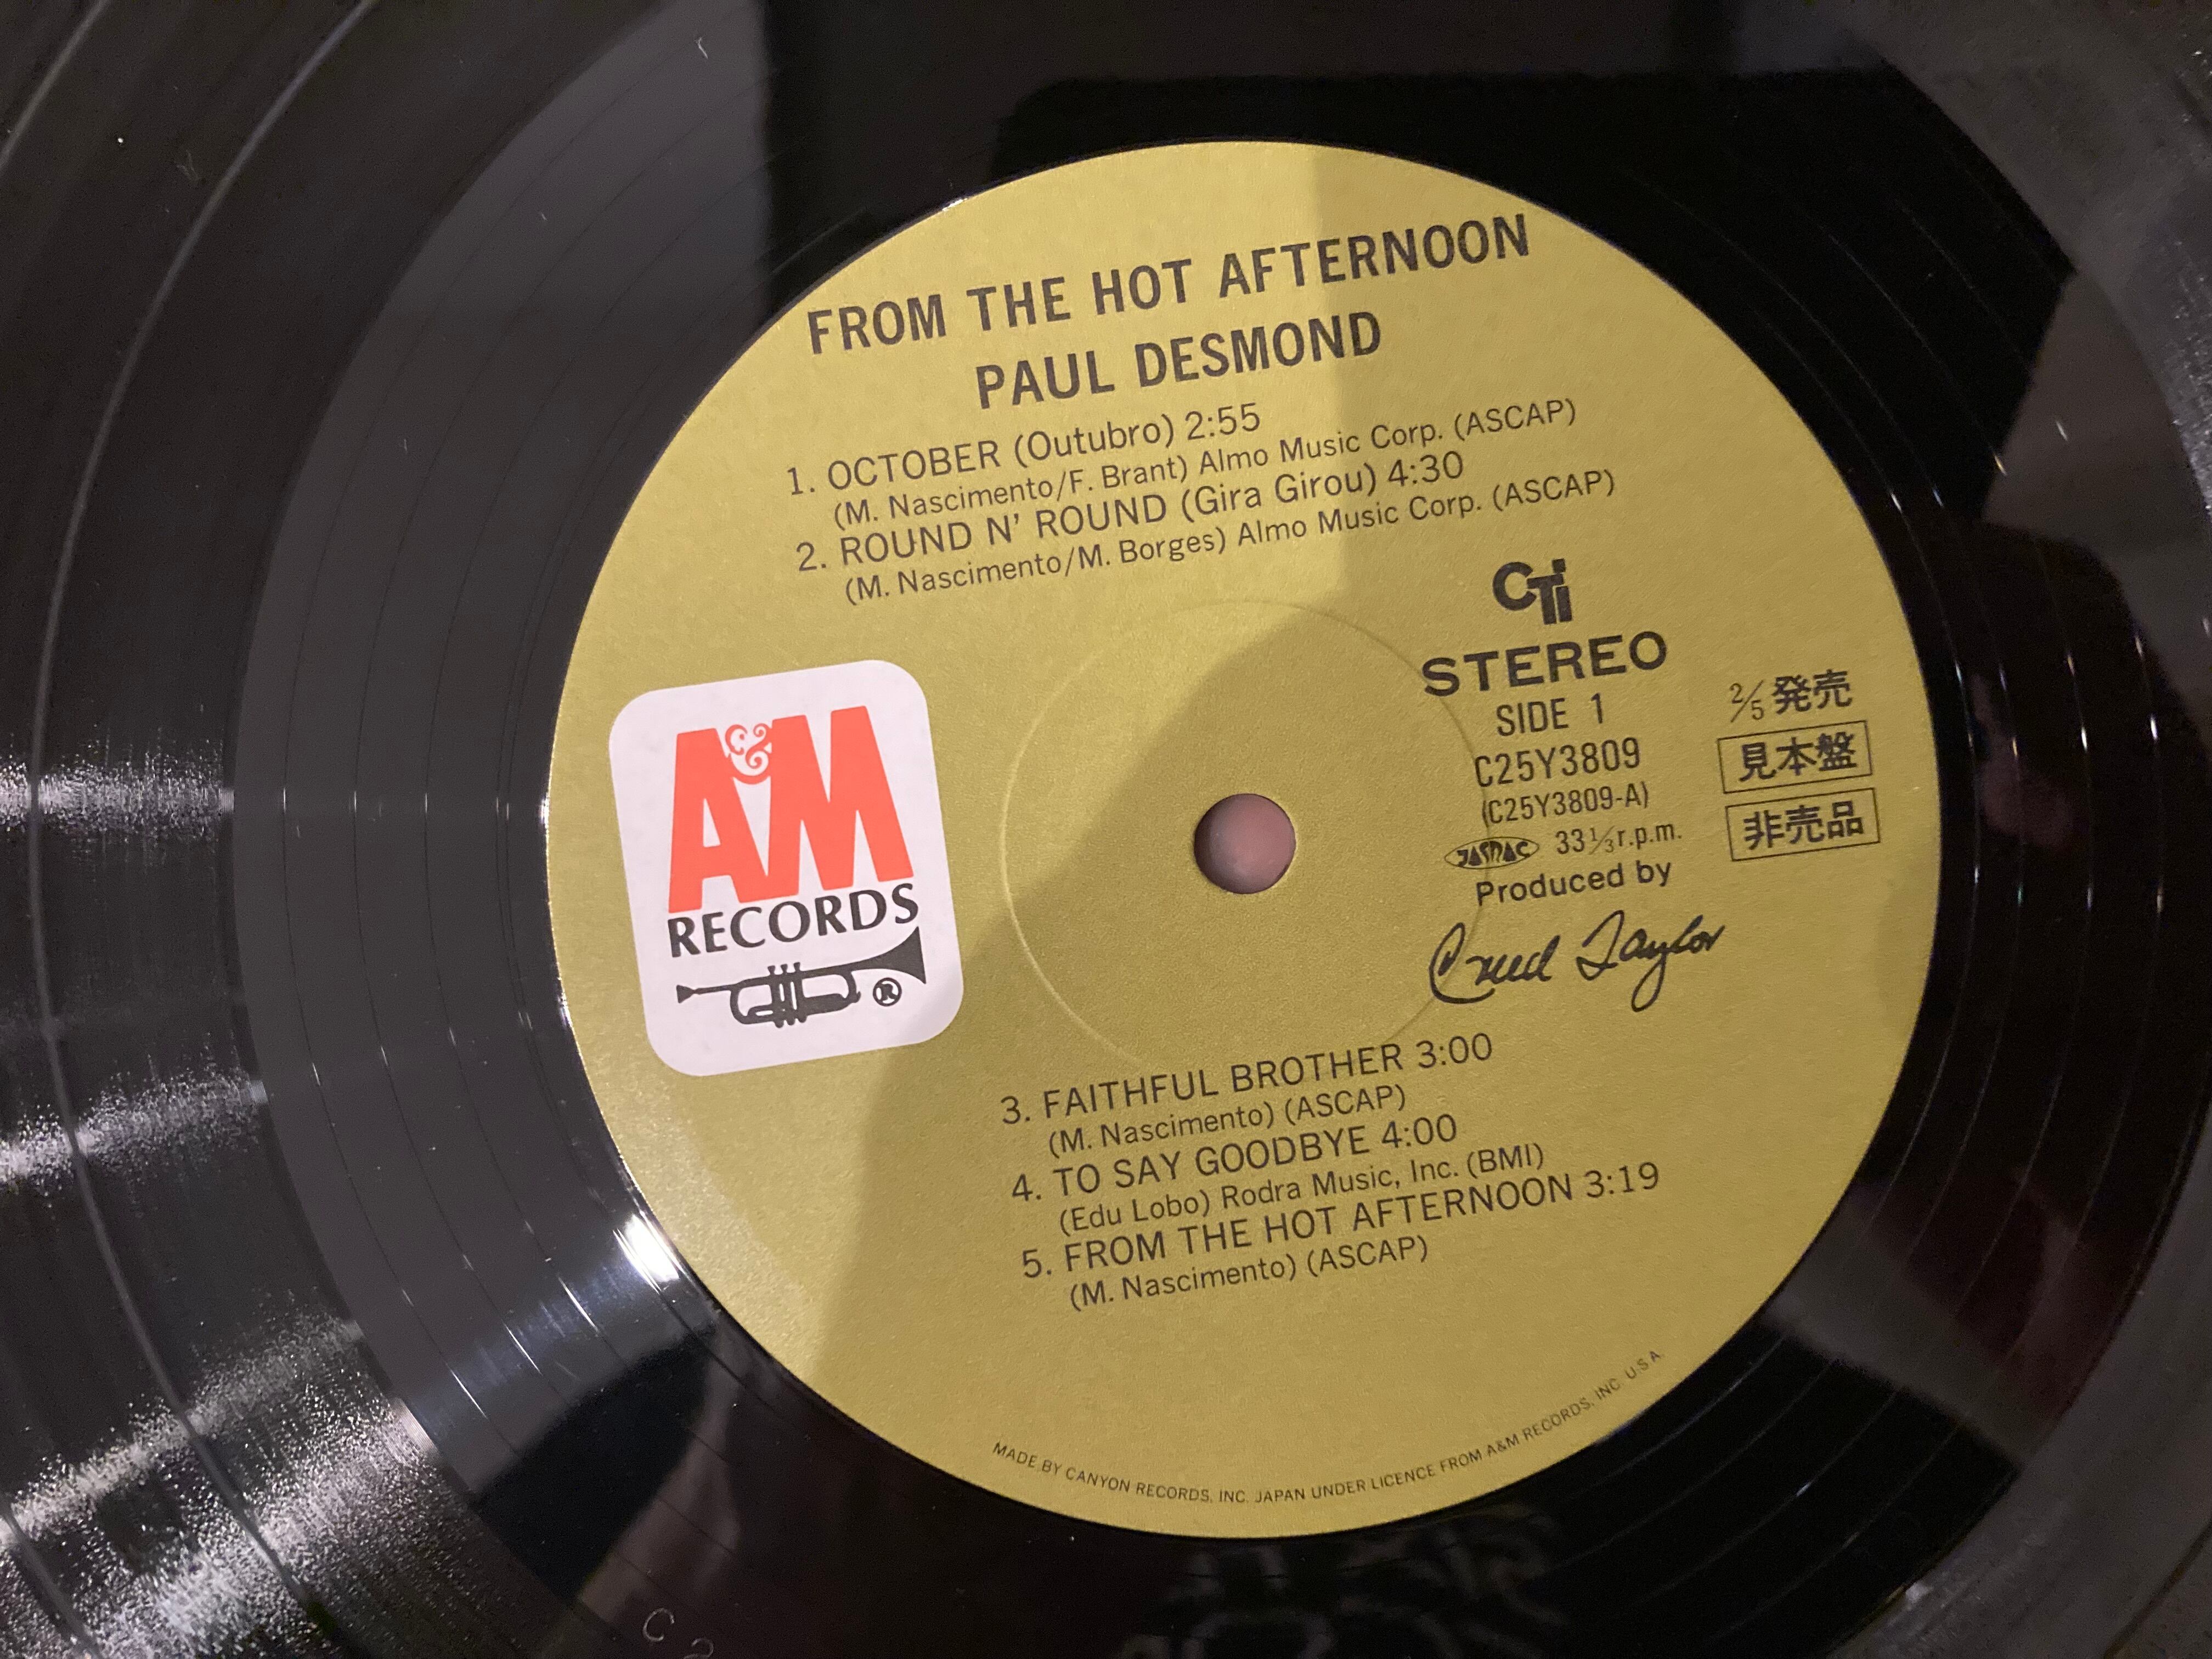 FROM THE HOT AFTERNOON
PAUL DESMOND
1. OCTOBER (Outubro) 2:55
(M. Nascimento/F. Brant) Almo Music Corp. (ASCAP)
2. ROUND N' ROUND (Gira Girou) 4:30
(M. Nascimento/M. Borges) Almo Music Corp. (ASCAP)
A&M
RECORDS
®
CTi
STEREO
SIDE 1
C25Y3809
(C25Y3809-A)
JASRAC 33⅓r.p.m.
Produced by
Creed Taylor
2/5発売
見本盤
非売品
3. FAITHFUL BROTHER 3:00
(M. Nascimento) (ASCAP)
4. TO SAY GOODBYE 4:00
(Edu Lobo) Rodra Music, Inc. (BMI)
5. FROM THE HOT AFTERNOON 3:19
(M. Nascimento) (ASCAP)
MADE BY CANYON RECORDS, INC. JAPAN UNDER LICENCE FROM A&M RECORDS, INC. U.S.A.
C 2